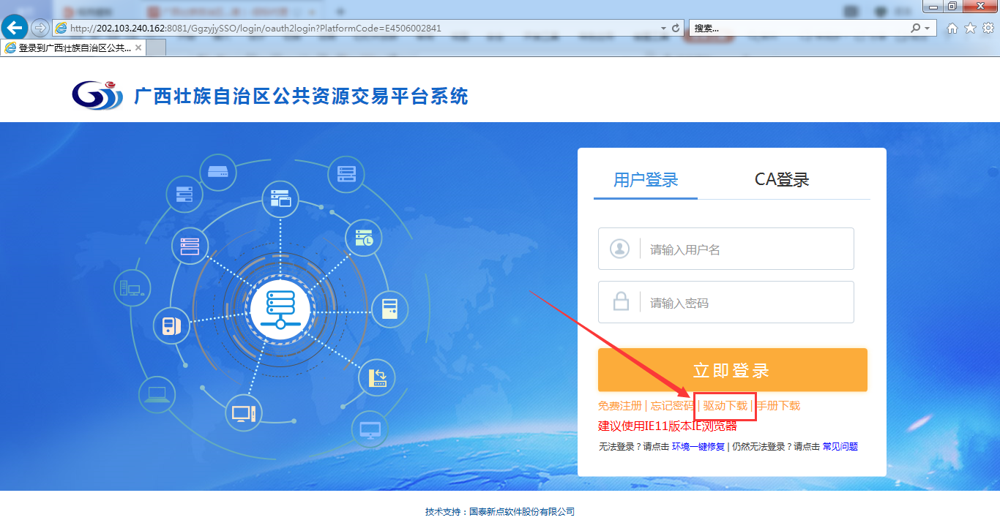 http://202.103.240.162:8081/GgzyjySSO/login/oauth2login?PlatformCode=E4506002841
搜索...
登录到广西壮族自治区公共...
广西壮族自治区公共资源交易平台系统
用户登录 CA登录
请输入用户名
请输入密码
立即登录
免费注册 | 忘记密码 | 驱动下载 | 手册下载
建议使用IE11版本IE浏览器
无法登录？请点击 环境一键修复 | 仍然无法登录？请点击 常见问题
技术支持：国泰新点软件股份有限公司